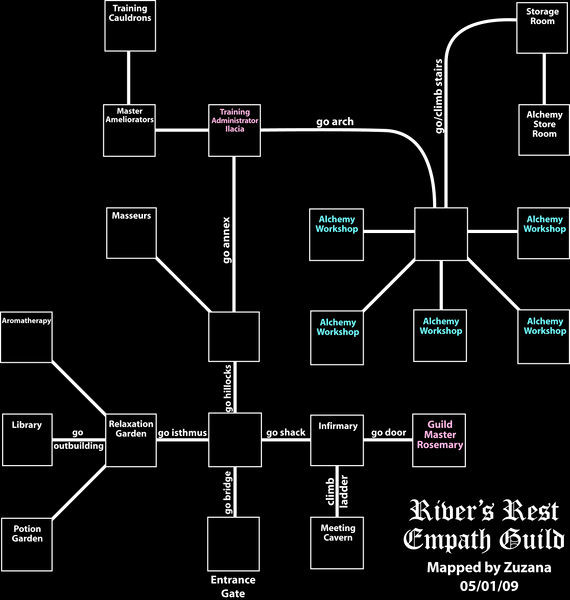 Training
Cauldrons
Storage
Room
go/climb stairs
Master
Ameliorators
Training
Administrator
Ilacia
go arch
Alchemy
Store
Room
Masseurs
go annex
Alchemy
Workshop
Alchemy
Workshop
Aromatherapy
Alchemy
Workshop
Alchemy
Workshop
Alchemy
Workshop
go hillocks
Library
go
outbuilding
Relaxation
Garden
go isthmus
go shack
Infirmary
go door
Guild
Master
Rosemary
go bridge
climb
ladder
Potion
Garden
Meeting
Cavern
Entrance
Gate
River's Rest
Empath Guild
Mapped by Zuzana
05/01/09